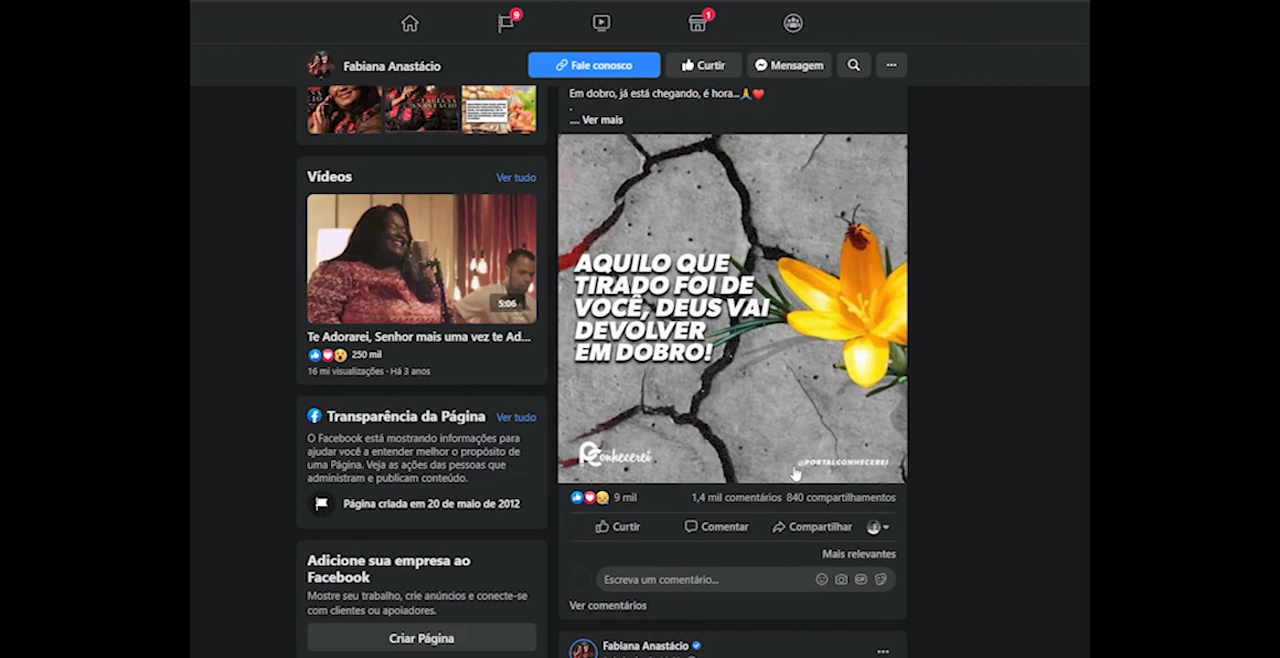 9
1
Fabiana Anastácio
Fale conosco
Curtir
Mensagem
Vídeos
Ver tudo
5:06
Te Adorarei, Senhor mais uma vez te Ad...
250 mil
16 mi visualizações · Há 3 anos
Transparência da Página
Ver tudo
O Facebook está mostrando informações para
ajudar você a entender melhor o propósito de
uma Página. Veja as ações das pessoas que
administram e publicam conteúdo.
Página criada em 20 de maio de 2012
Adicione sua empresa ao
Facebook
Mostre seu trabalho, crie anúncios e conecte-se
com clientes ou apoiadores.
Criar Página
Em dobro, já está chegando, é hora...🙏❤️
.
.... Ver mais
AQUILO QUE
TIRADO FOI DE
VOCÊ, DEUS VAI
DEVOLVER
EM DOBRO!
Conhecerei
@PORTALCONHECEREI
9 mil
1,4 mil comentários 840 compartilhamentos
Curtir
Comentar
Compartilhar
Mais relevantes
Escreva um comentário...
Ver comentários
Fabiana Anastácio